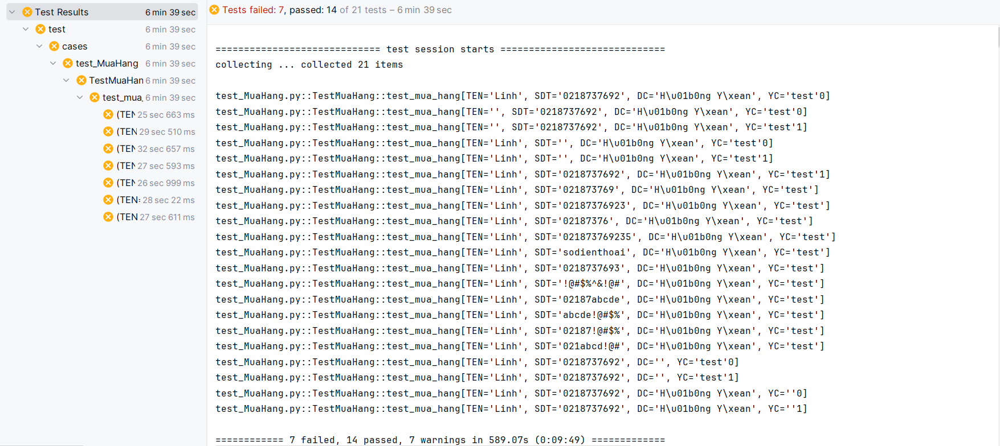 Test Results 6 min 39 sec
test 6 min 39 sec
cases 6 min 39 sec
test_MuaHang 6 min 39 sec
TestMuaHan 6 min 39 sec
test_mua_ 6 min 39 sec
(TEN 25 sec 663 ms
(TEN 29 sec 510 ms
(TEN 32 sec 657 ms
(TEN 27 sec 593 ms
(TEN 26 sec 999 ms
(TEN= 28 sec 22 ms
(TEN 27 sec 611 ms
Tests failed: 7, passed: 14 of 21 tests – 6 min 39 sec
============================= test session starts =============================
collecting ... collected 21 items
test_MuaHang.py::TestMuaHang::test_mua_hang[TEN='Linh', SDT='0218737692', DC='H\u01b0ng Y\xean', YC='test'0]
test_MuaHang.py::TestMuaHang::test_mua_hang[TEN='', SDT='0218737692', DC='H\u01b0ng Y\xean', YC='test'0]
test_MuaHang.py::TestMuaHang::test_mua_hang[TEN='', SDT='0218737692', DC='H\u01b0ng Y\xean', YC='test'1]
test_MuaHang.py::TestMuaHang::test_mua_hang[TEN='Linh', SDT='', DC='H\u01b0ng Y\xean', YC='test'0]
test_MuaHang.py::TestMuaHang::test_mua_hang[TEN='Linh', SDT='', DC='H\u01b0ng Y\xean', YC='test'1]
test_MuaHang.py::TestMuaHang::test_mua_hang[TEN='Linh', SDT='0218737692', DC='H\u01b0ng Y\xean', YC='test'1]
test_MuaHang.py::TestMuaHang::test_mua_hang[TEN='Linh', SDT='021873769', DC='H\u01b0ng Y\xean', YC='test']
test_MuaHang.py::TestMuaHang::test_mua_hang[TEN='Linh', SDT='02187376923', DC='H\u01b0ng Y\xean', YC='test']
test_MuaHang.py::TestMuaHang::test_mua_hang[TEN='Linh', SDT='02187376', DC='H\u01b0ng Y\xean', YC='test']
test_MuaHang.py::TestMuaHang::test_mua_hang[TEN='Linh', SDT='021873769235', DC='H\u01b0ng Y\xean', YC='test']
test_MuaHang.py::TestMuaHang::test_mua_hang[TEN='Linh', SDT='sodienthoai', DC='H\u01b0ng Y\xean', YC='test']
test_MuaHang.py::TestMuaHang::test_mua_hang[TEN='Linh', SDT='0218737693', DC='H\u01b0ng Y\xean', YC='test']
test_MuaHang.py::TestMuaHang::test_mua_hang[TEN='Linh', SDT='!@#$%^&!@#', DC='H\u01b0ng Y\xean', YC='test']
test_MuaHang.py::TestMuaHang::test_mua_hang[TEN='Linh', SDT='02187abcde', DC='H\u01b0ng Y\xean', YC='test']
test_MuaHang.py::TestMuaHang::test_mua_hang[TEN='Linh', SDT='abcde!@#$%', DC='H\u01b0ng Y\xean', YC='test']
test_MuaHang.py::TestMuaHang::test_mua_hang[TEN='Linh', SDT='02187!@#$%', DC='H\u01b0ng Y\xean', YC='test']
test_MuaHang.py::TestMuaHang::test_mua_hang[TEN='Linh', SDT='021abcd!@#', DC='H\u01b0ng Y\xean', YC='test']
test_MuaHang.py::TestMuaHang::test_mua_hang[TEN='Linh', SDT='0218737692', DC='', YC='test'0]
test_MuaHang.py::TestMuaHang::test_mua_hang[TEN='Linh', SDT='0218737692', DC='', YC='test'1]
test_MuaHang.py::TestMuaHang::test_mua_hang[TEN='Linh', SDT='0218737692', DC='H\u01b0ng Y\xean', YC=''0]
test_MuaHang.py::TestMuaHang::test_mua_hang[TEN='Linh', SDT='0218737692', DC='H\u01b0ng Y\xean', YC=''1]
============ 7 failed, 14 passed, 7 warnings in 589.07s (0:09:49) =============